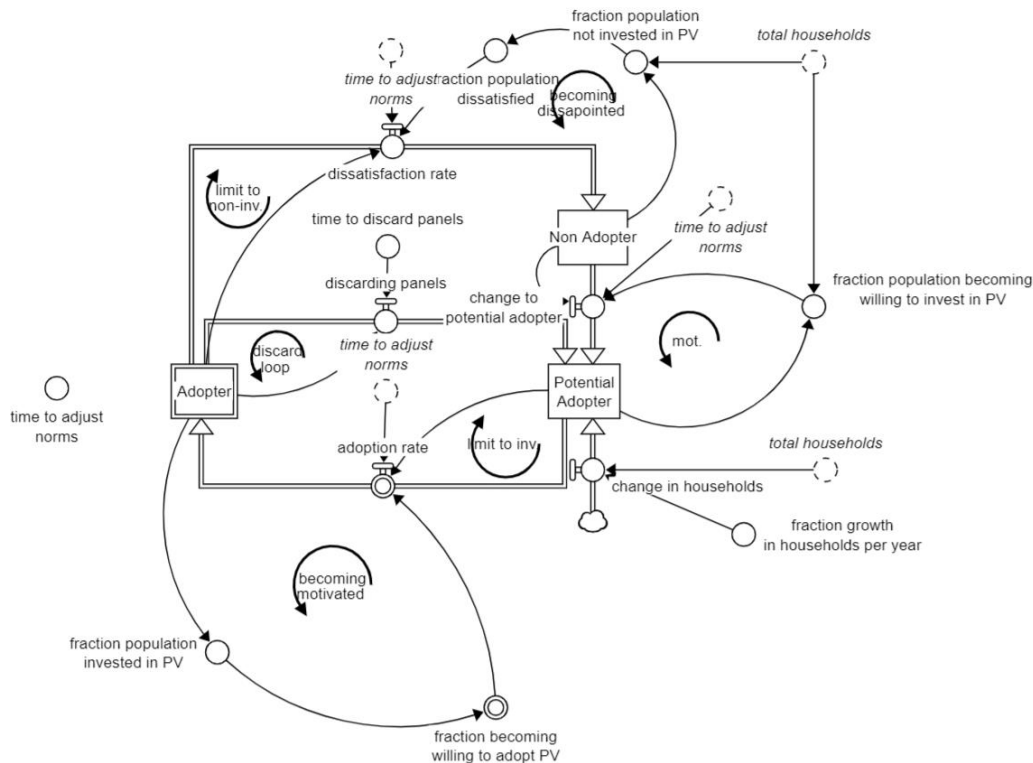 fraction population
not invested in PV
total households
time to adjust
norms
raction population
dissatisfied
becoming
dissapointed
dissatisfaction rate
limit to
non-inv.
time to discard panels
Non Adopter
time to adjust
norms
discarding panels
change to
potential adopter
fraction population becoming
willing to invest in PV
time to adjust
norms
mot.
discard
loop
Adopter
Potential
Adopter
time to adjust
norms
adoption rate
limit to inv.
total households
change in households
fraction growth
in households per year
becoming
motivated
fraction population
invested in PV
fraction becoming
willing to adopt PV